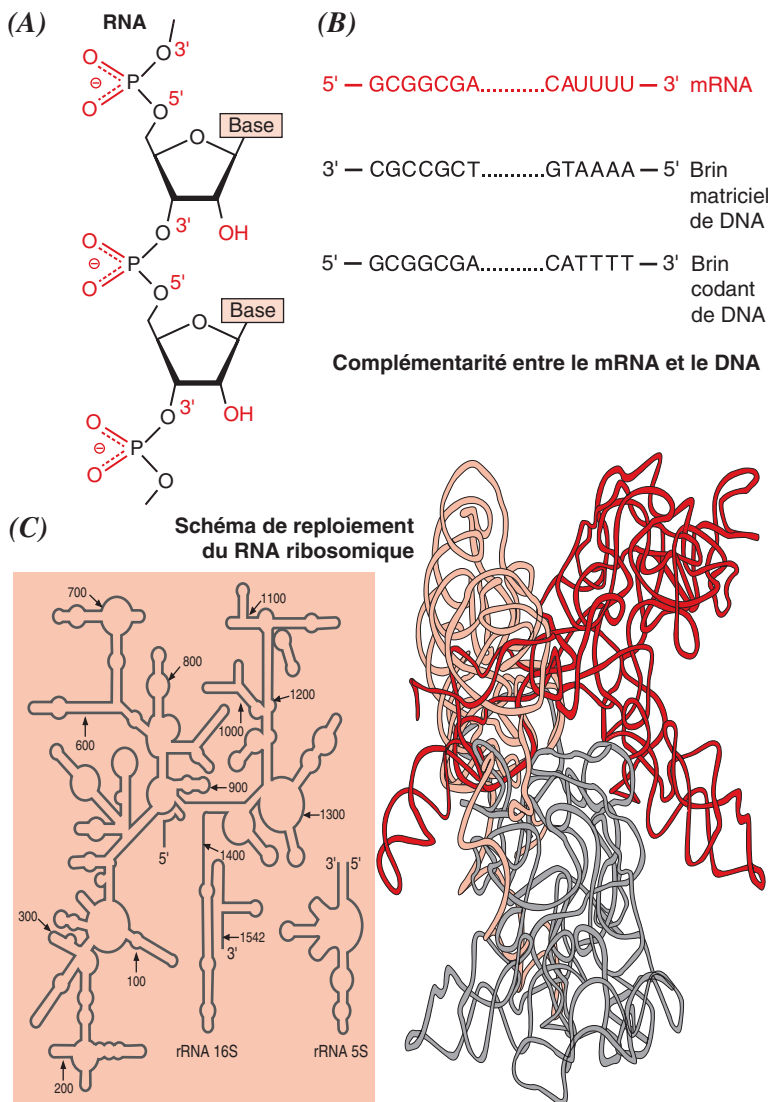 (A)
RNA
O
3'
O
P
⊖
O
O
5'
O
Base
O
3'
OH
O
P
⊖
O
O
5'
O
Base
O
3'
OH
O
P
⊖
O
O
(B)
5' — GCGGCGA..........CAUUUU — 3' mRNA
3' — CGCCGCT..........GTAAAA — 5' Brin
matriciel
de DNA
5' — GCGGCGA..........CATTTT — 3' Brin
codant
de DNA
Complémentarité entre le mRNA et le DNA
(C)
Schéma de reploiement
du RNA ribosomique
700
1100
800
1200
600
1000
900
1300
5'
1400
3' 5'
300
100
1542
3'
200
rRNA 16S
rRNA 5S